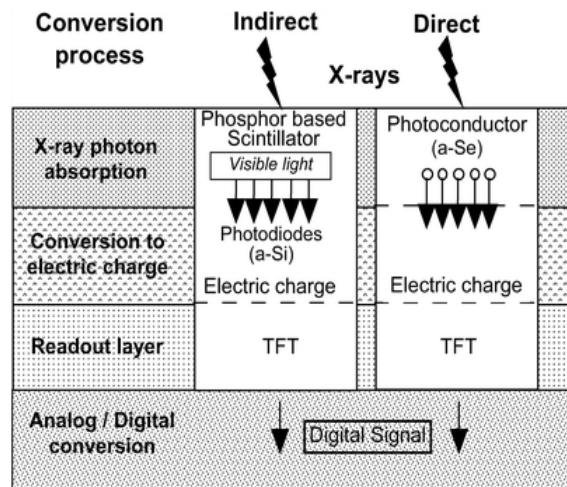 Conversion
process
Indirect
Direct
X-rays
X-ray photon
absorption
Phosphor based
Scintillator
Visible light
Photoconductor
(a-Se)
Conversion to
electric charge
Photodiodes
(a-Si)
Electric charge
Electric charge
Readout layer
TFT
TFT
Analog / Digital
conversion
Digital Signal